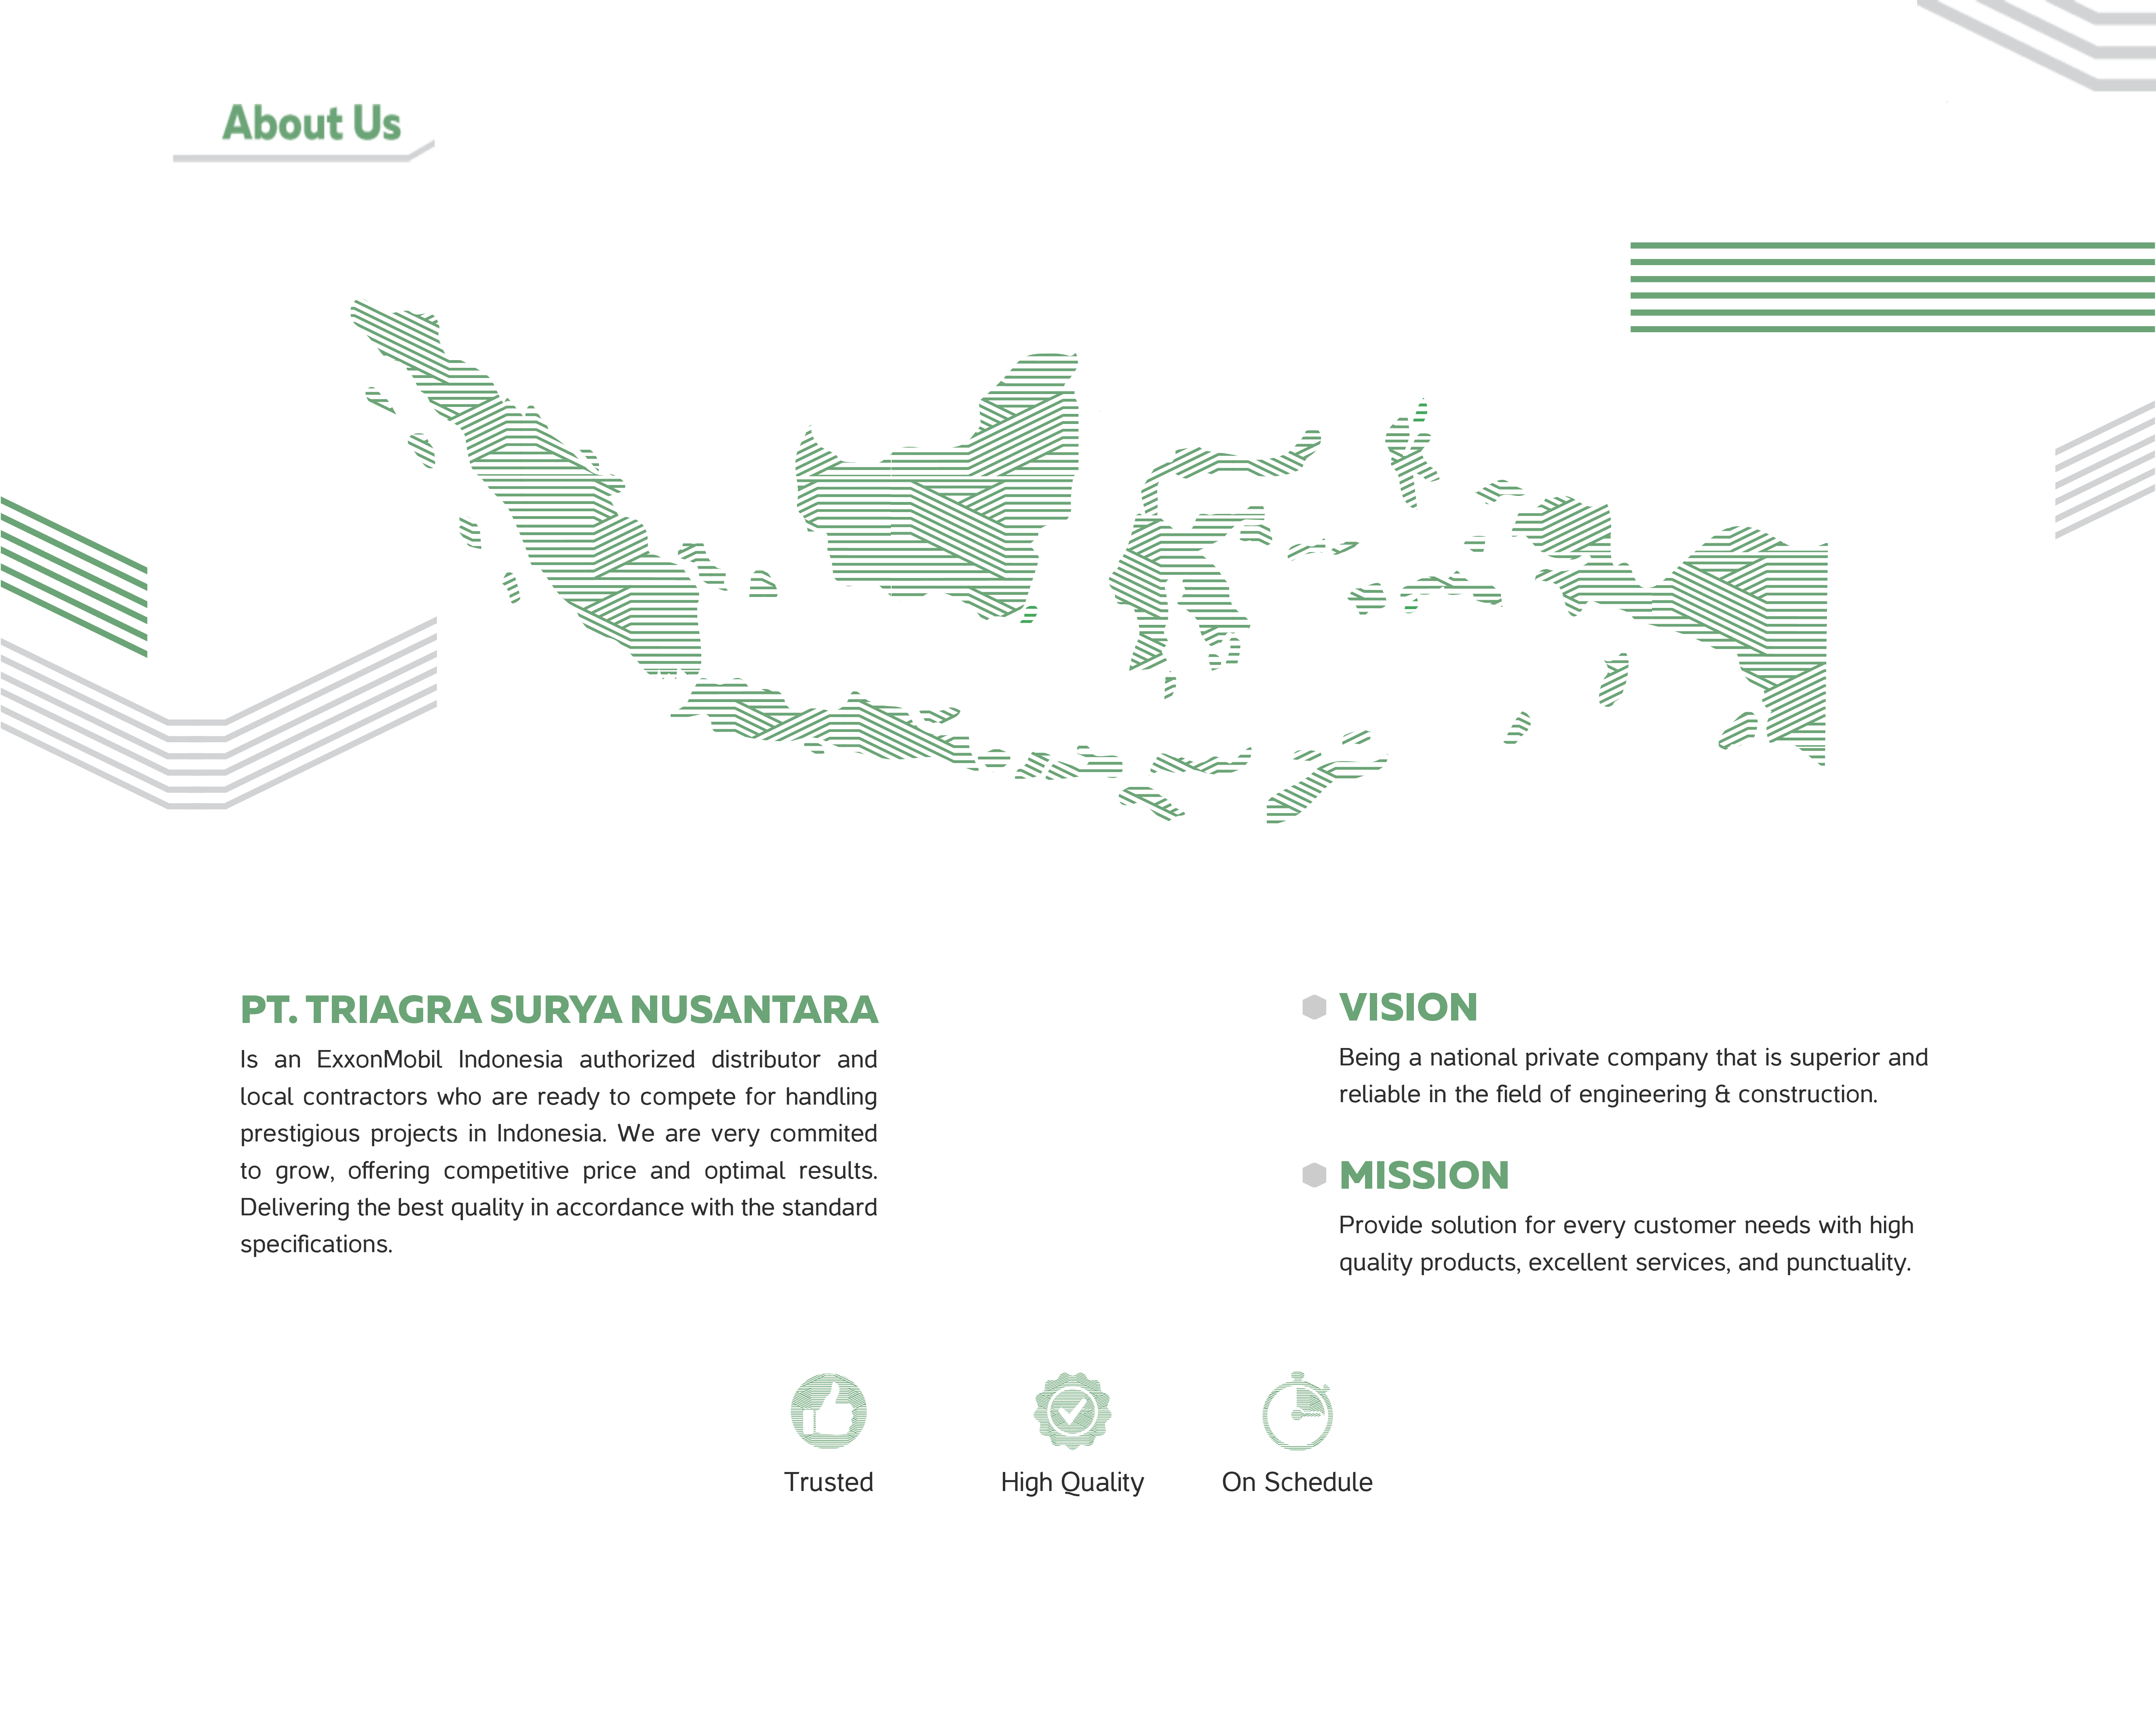 About Us
PT. TRIAGRA SURYA NUSANTARA
Is an ExxonMobil Indonesia authorized distributor and
local contractors who are ready to compete for handling
prestigious projects in Indonesia. We are very commited
to grow, offering competitive price and optimal results.
Delivering the best quality in accordance with the standard
specifications.
VISION
Being a national private company that is superior and
reliable in the field of engineering & construction.
MISSION
Provide solution for every customer needs with high
quality products, excellent services, and punctuality.
Trusted
High Quality
On Schedule